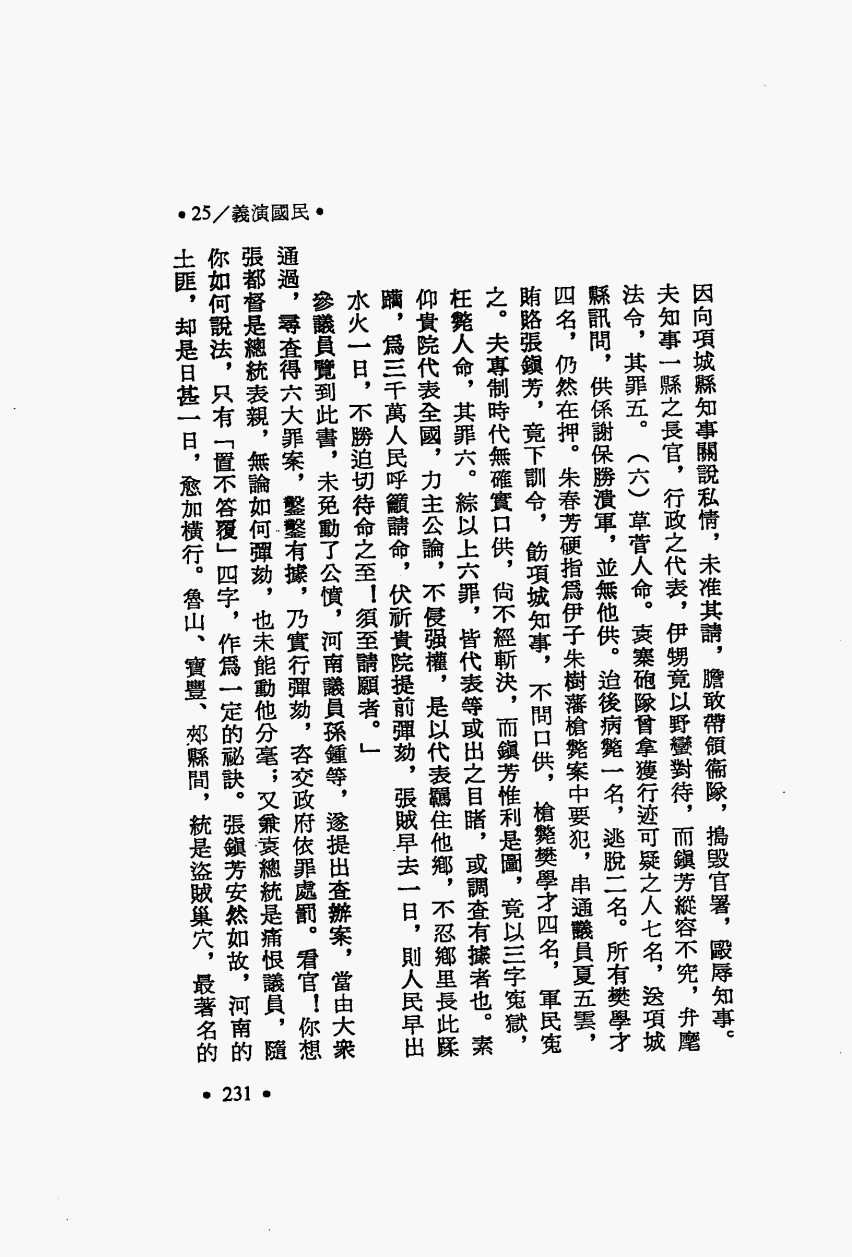 •25/義演國民•
因向項城縣知事關說私情，未准其請，膽敢帶領衞隊，搗毀官署，毆辱知事。
夫知事一縣之長官，行政之代表，伊甥竟以野蠻對待，而鎭芳縱容不究，弁髦
法令，其罪五。（六）草菅人命。袁寨砲隊曾拿獲行迹可疑之人七名，送項城
縣訊問，供係謝保勝潰軍，並無他供。迨後病斃一名，逃脫二名。所有樊學才
四名，仍然在押。朱春芳硬指爲伊子朱樹藩槍斃案中要犯，串通議員夏五雲，
賄賂張鎭芳，竟下訓令，飭項城知事，不問口供，槍斃樊學才四名，軍民寃
之。夫專制時代無確實口供，尙不經斬決，而鎭芳惟利是圖，竟以三字寃獄，
枉斃人命，其罪六。綜以上六罪，皆代表等或出之目睹，或調查有據者也。素
仰貴院代表全國，力主公論，不侵强權，是以代表羈住他鄉，不忍鄉里長此蹂
躪，爲三千萬人民呼籲請命，伏祈貴院提前彈劾，張賊早去一日，則人民早出
水火一日，不勝迫切待命之至！須至請願者。」
參議員覽到此書，未免動了公憤，河南議員孫鍾等，遂提出查辦案，當由大衆
通過，尋查得六大罪案，鑿鑿有據，乃實行彈劾，咨交政府依罪處罰。看官！你想
張都督是總統表親，無論如何彈劾，也未能動他分毫；又兼袁總統是痛恨議員，隨
你如何說法，只有「置不答覆」四字，作爲一定的祕訣。張鎭芳安然如故，河南的
土匪，却是日甚一日，愈加橫行。魯山、寶豐、郟縣間，統是盜賊巢穴，最著名的
•231•